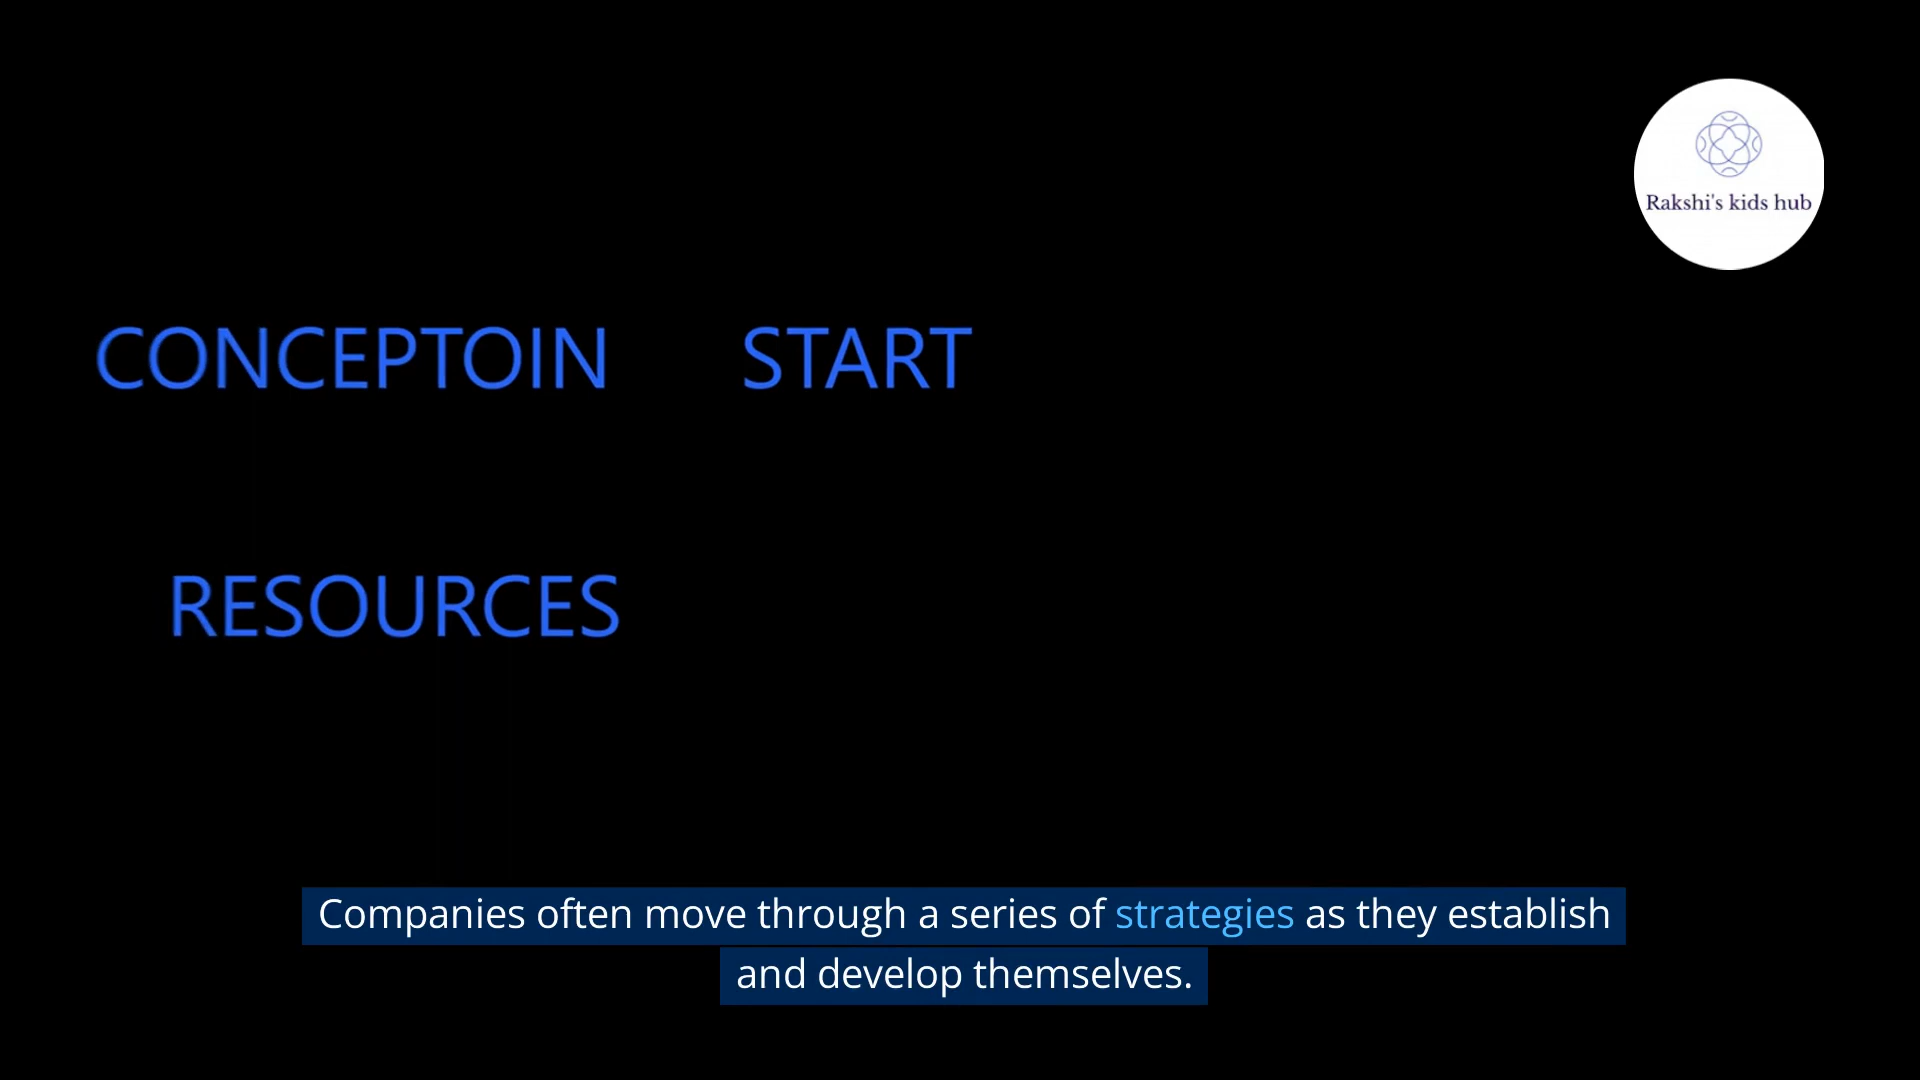 Rakshi's kids hub
CONCEPTOIN START
RESOURCES
Companies often move through a series of strategies as they establish
and develop themselves.